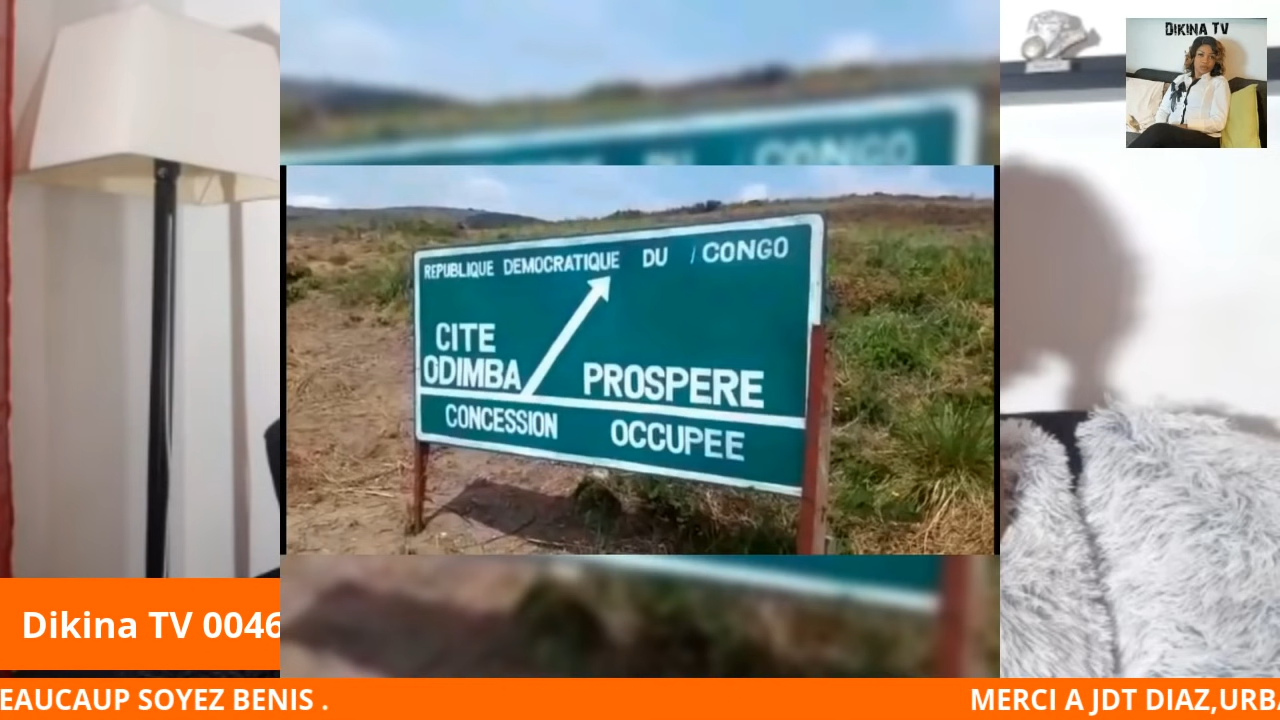 DIKINA TV
CONGO
REPUBLIQUE DEMOCRATIQUE DU CONGO
CITE
ODIMBA PROSPERE
CONCESSION OCCUPEE
Dikina TV 0046
EAUCAUP SOYEZ BENIS . MERCI A JDT DIAZ,URB